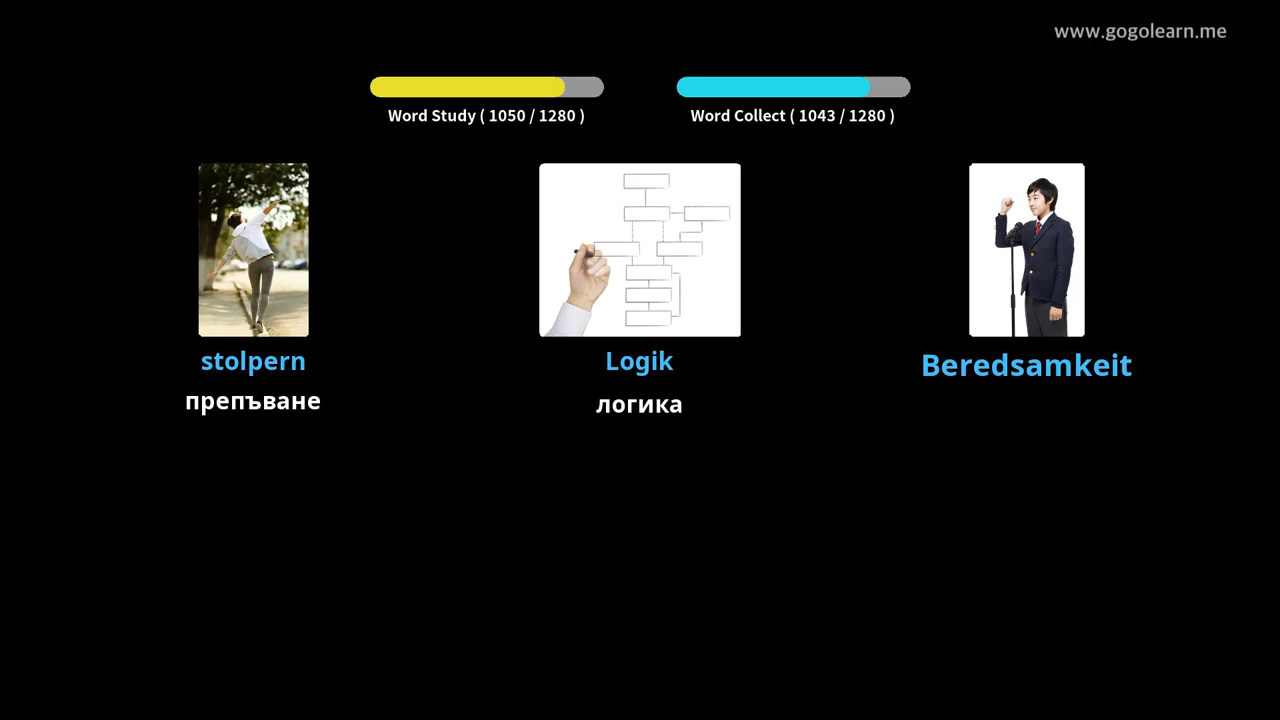 www.gogolearn.me
Word Study ( 1050 / 1280 )
Word Collect ( 1043 / 1280 )
stolpern
Logik
Beredsamkeit
препъване
логика